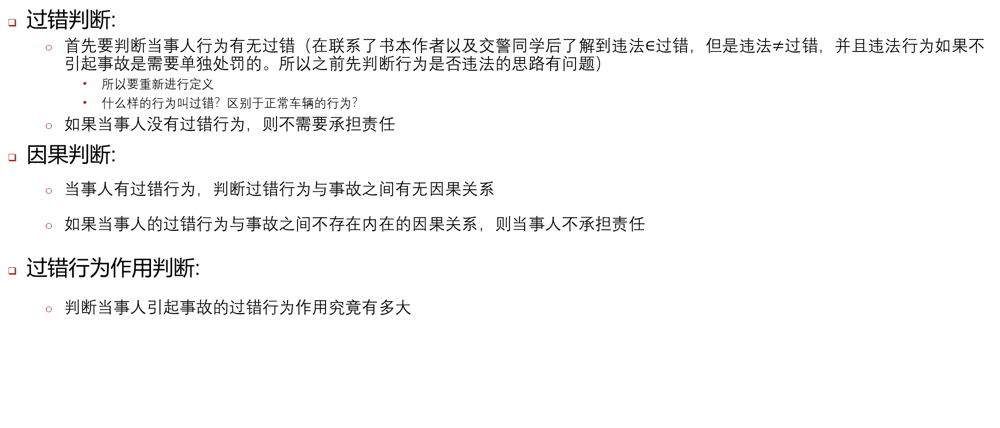 过错判断:
首先要判断当事人行为有无过错（在联系了书本作者以及交警同学后了解到违法∈过错，但是违法≠过错，并且违法行为如果不
引起事故是需要单独处罚的。所以之前先判断行为是否违法的思路有问题）
所以要重新进行定义
什么样的行为叫过错？区别于正常车辆的行为？
如果当事人没有过错行为，则不需要承担责任
因果判断:
当事人有过错行为，判断过错行为与事故之间有无因果关系
如果当事人的过错行为与事故之间不存在内在的因果关系，则当事人不承担责任
过错行为作用判断:
判断当事人引起事故的过错行为作用究竟有多大